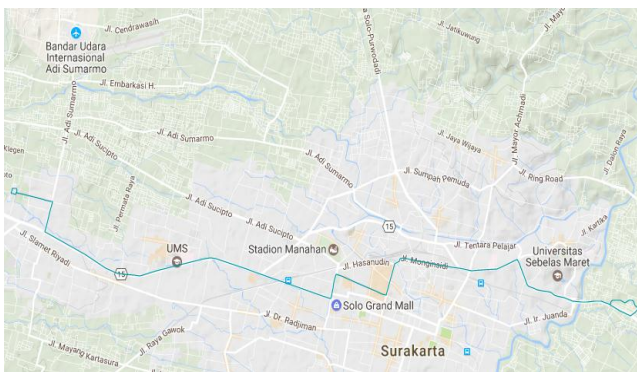 Jl. Cendrawasih
Bandar Udara
Internasional
Adi Sumarmo
Jl. Jatikuwung
Jl. Embarkasi H.
Jl. Adi Sumarmo
Jl. Adi Sucipto
Jl. Adi Sumarmo
Jl. Adi Sumarmo
Jl. Jaya Wijaya
Jl. Mayor Achmadi
Jl. Sumpah Pemuda
Jl. Ring Road
Jl. Dalon Raya
Jl. Permata Raya
Jl. Adi Sucipto
Jl. Adi Sucipto
15
Jl. Kartika
Jl. Slamet Riyadi
15
UMS
Stadion Manahan
Jl. Tentara Pelajar
Universitas
Sebelas Maret
Jl. Hasanudin
Jl. Monginsidi
Solo Grand Mall
Jl. Dr. Radjiman
Jl. Ir. Juanda
Jl. Raya Gawok
Jl. Mayang Kartasura
Surakarta